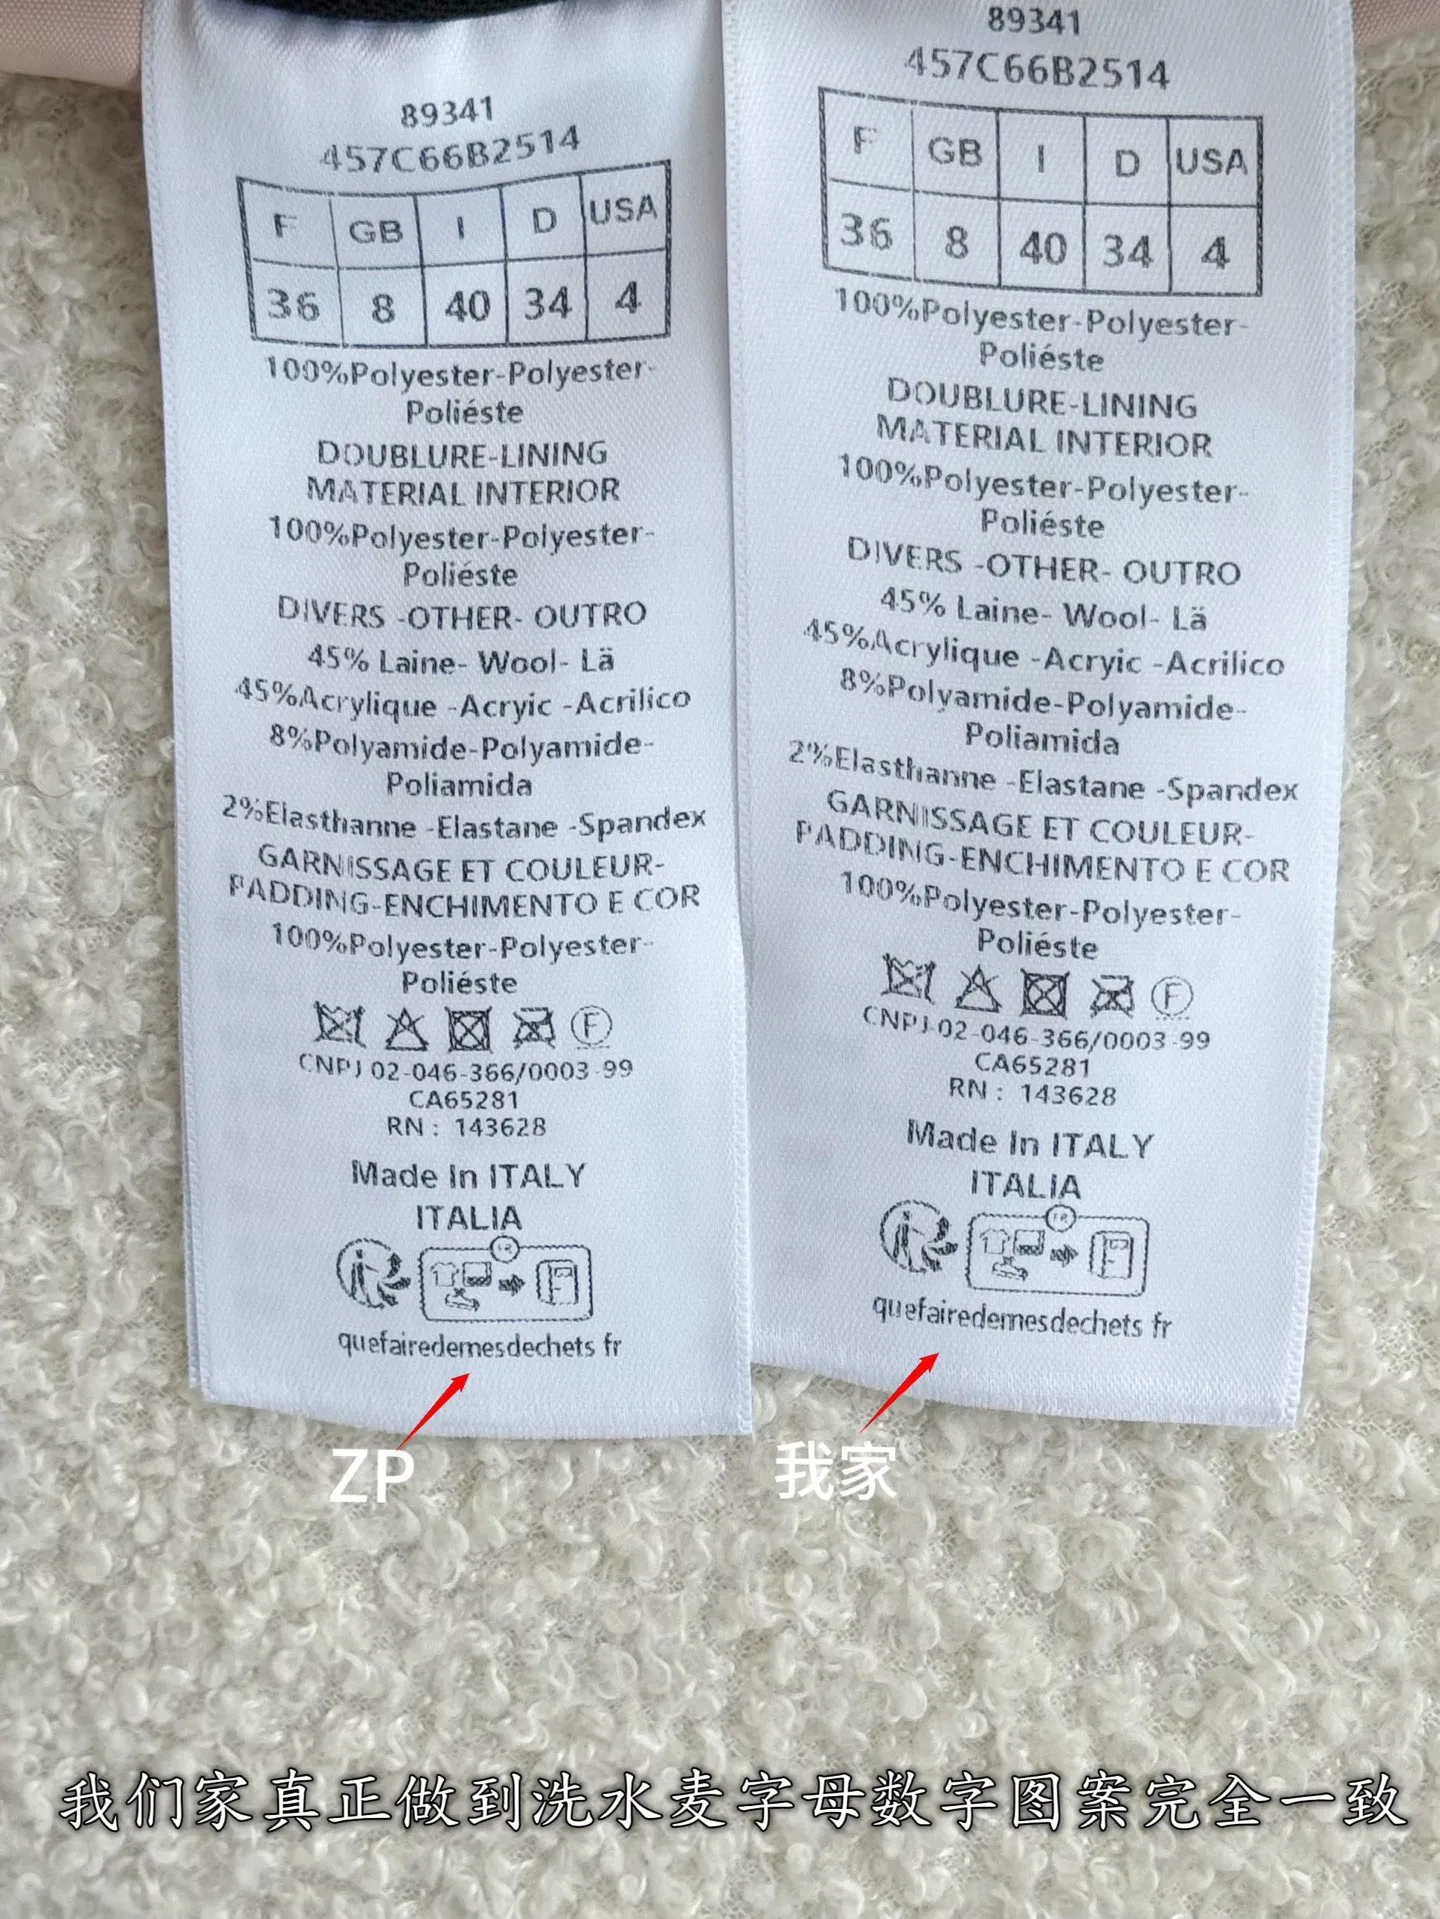 89341
457C66B2514
F GB I D USA
36 8 40 34 4
100%Polyester-Polyester-
Poliéste
DOUBLURE-LINING
MATERIAL INTERIOR
100%Polyester-Polyester-
Poliéste
DIVERS -OTHER- OUTRO
45% Laine- Wool- Lä
45%Acrylique -Acryic -Acrilico
8%Polyamide-Polyamide-
Poliamida
2%Elasthanne -Elastane -Spandex
GARNISSAGE ET COULEUR-
PADDING-ENCHIMENTO E COR
100%Polyester-Polyester-
Poliéste
F
CNPJ 02-046-366/0003-99
CA65281
RN : 143628
Made In ITALY
ITALIA
quefairedemesdechets fr
ZP
89341
457C66B2514
F GB I D USA
36 8 40 34 4
100%Polyester-Polyester-
Poliéste
DOUBLURE-LINING
MATERIAL INTERIOR
100%Polyester-Polyester-
Poliéste
DIVERS -OTHER- OUTRO
45% Laine- Wool- Lä
45%Acrylique -Acryic -Acrilico
8%Polyamide-Polyamide-
Poliamida
2%Elasthanne -Elastane -Spandex
GARNISSAGE ET COULEUR-
PADDING-ENCHIMENTO E COR
100%Polyester-Polyester-
Poliéste
F
CNPJ-02-046-366/0003-99
CA65281
RN : 143628
Made In ITALY
ITALIA
quefairedemesdechets fr
我家
我们家真正做到洗水麦字母数字图案完全一致